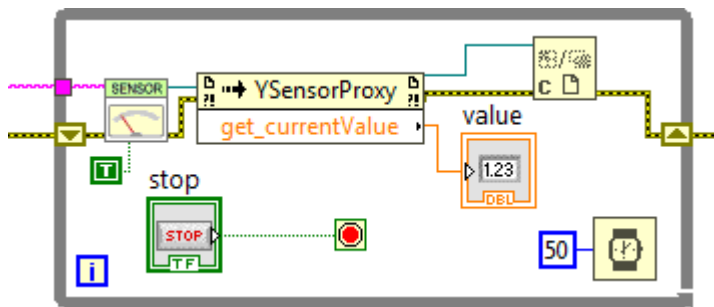 SENSOR
?!
YSensorProxy
?!
get_currentValue
C
value
1.23
DBL
T
stop
STOP
TF
50
i